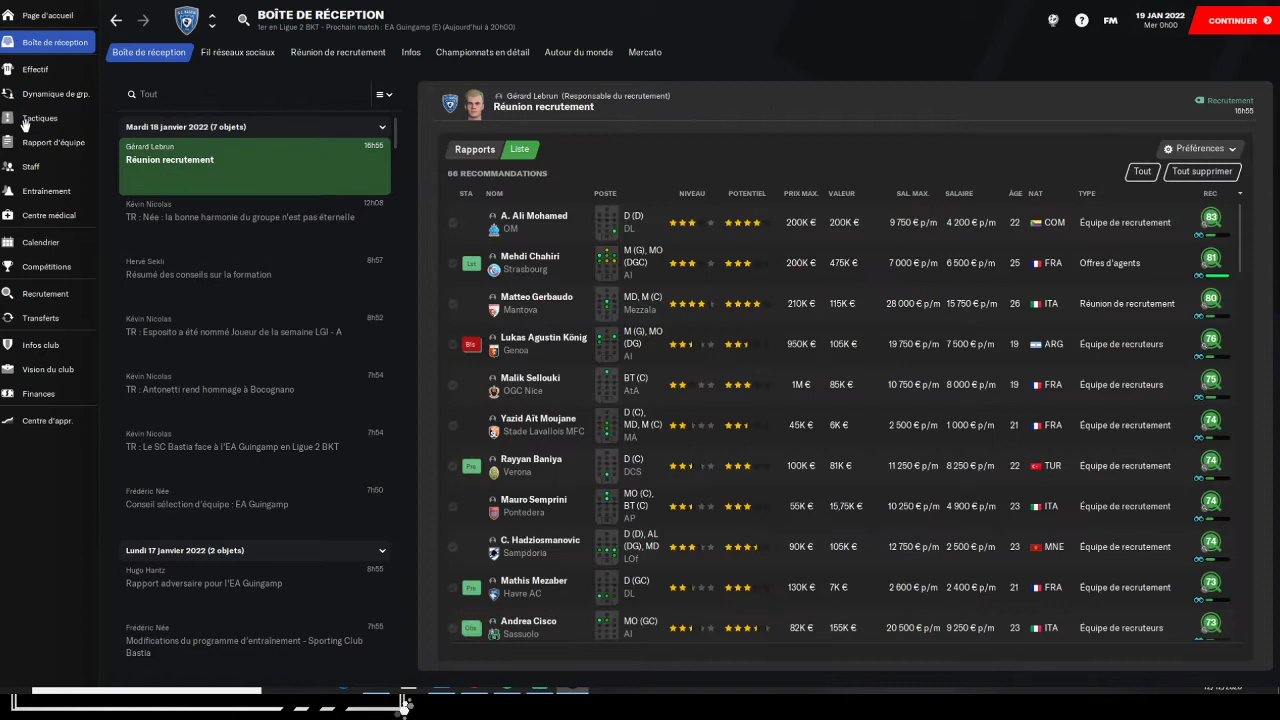 Page d'accueil
Boîte de réception
Effectif
Dynamique de grp.
Tactiques
Rapport d'équipe
Staff
Entraînement
Centre médical
Calendrier
Compétitions
Recrutement
Transferts
Infos club
Vision du club
Finances
Centre d'appr.
BOÎTE DE RÉCEPTION
1er en Ligue 2 BKT - Prochain match : EA Guingamp (E) (Aujourd'hui à 20h00)
FM
19 JAN 2022
Mer 0h00
CONTINUER
Boîte de réception
Fil réseaux sociaux
Réunion de recrutement
Infos
Championnats en détail
Autour du monde
Mercato
Tout
Mardi 18 janvier 2022 (7 objets)
Gérard Lebrun 16h55
Réunion recrutement
Kévin Nicolas 12h08
TR : Née : la bonne harmonie du groupe n'est pas éternelle
Hervé Sekli 8h57
Résumé des conseils sur la formation
Kévin Nicolas 8h52
TR : Esposito a été nommé Joueur de la semaine LGI - A
Kévin Nicolas 7h54
TR : Antonetti rend hommage à Bocognano
Kévin Nicolas 7h54
TR : Le SC Bastia face à l'EA Guingamp en Ligue 2 BKT
Frédéric Née 7h50
Conseil sélection d'équipe : EA Guingamp
Lundi 17 janvier 2022 (2 objets)
Hugo Hantz 8h55
Rapport adversaire pour l'EA Guingamp
Frédéric Née 7h55
Modifications du programme d'entraînement - Sporting Club
Bastia
Gérard Lebrun (Responsable du recrutement)
Réunion recrutement
Recrutement
16h55
Rapports
Liste
Préférences
66 RECOMMANDATIONS
Tout
Tout supprimer
STA NOM POSTE NIVEAU POTENTIEL PRIX MAX. VALEUR SAL. MAX. SALAIRE ÂGE NAT TYPE REC
A. Ali Mohamed D (D) 200K € 200K € 9 750 € p/m 4 200 € p/m 22 COM Équipe de recrutement 83
OM DL
Lst Mehdi Chahiri M (G), MO (DGC) 200K € 475K € 7 000 € p/m 6 500 € p/m 25 FRA Offres d'agents 81
Strasbourg AI
Matteo Gerbaudo MD, M (C) 210K € 115K € 28 000 € p/m 15 750 € p/m 26 ITA Réunion de recrutement 80
Mantova Mezzala
Bls Lukas Agustin König M (G), MO (DG) 950K € 105K € 19 750 € p/m 7 500 € p/m 19 ARG Équipe de recruteurs 76
Genoa AI
Malik Sellouki BT (C) 1M € 85K € 10 750 € p/m 8 000 € p/m 19 FRA Équipe de recruteurs 75
OGC Nice AtA
Yazid Aït Moujane D (C), MD, M (C) 45K € 6K € 2 500 € p/m 1 000 € p/m 21 FRA Équipe de recrutement 74
Stade Lavallois MFC MA
Pre Rayyan Baniya D (C) 100K € 81K € 11 250 € p/m 8 250 € p/m 22 TUR Équipe de recrutement 74
Verona DCS
Mauro Semprini MO (C), BT (C) 55K € 15,75K € 10 250 € p/m 4 900 € p/m 23 ITA Équipe de recrutement 74
Pontedera AP
C. Hadziosmanovic D (D), AL (DG), MD 90K € 105K € 12 750 € p/m 2 500 € p/m 23 MNE Équipe de recrutement 74
Sampdoria LOf
Pre Mathis Mezaber D (GC) 130K € 7K € 2 600 € p/m 2 400 € p/m 21 FRA Équipe de recrutement 73
Havre AC DL
Andrea Cisco MO (GC) 82K € 155K € 20 500 € p/m 9 250 € p/m 23 ITA Équipe de recruteurs 73
Sassuolo AI